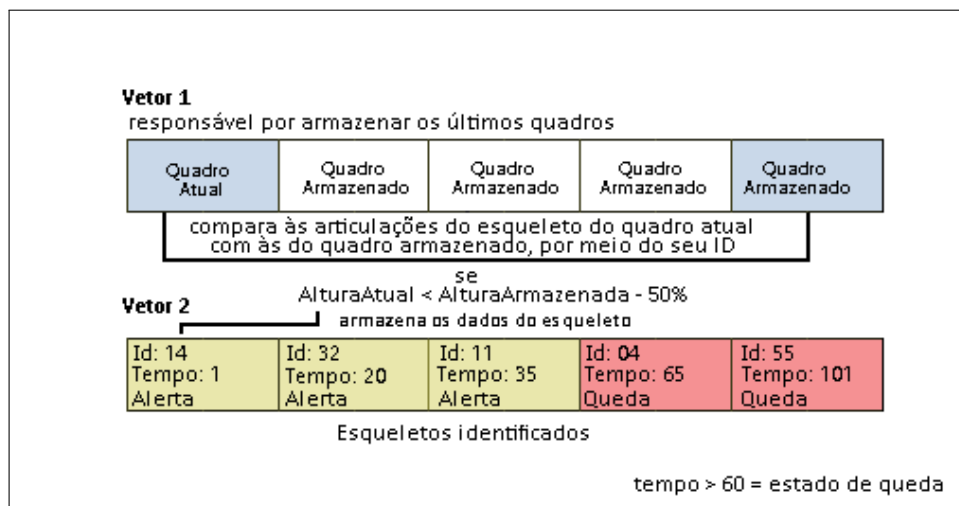 Vetor 1
responsável por armazenar os últimos quadros
Quadro Atual
Quadro Armazenado
Quadro Armazenado
Quadro Armazenado
Quadro Armazenado
compara às articulações do esqueleto do quadro atual
com às do quadro armazenado, por meio do seu ID
se
AlturaAtual < AlturaArmazenada - 50%
Vetor 2
armazena os dados do esqueleto
Id: 14
Tempo: 1
Alerta
Id: 32
Tempo: 20
Alerta
Id: 11
Tempo: 35
Alerta
Id: 04
Tempo: 65
Queda
Id: 55
Tempo: 101
Queda
Esqueletos identificados
tempo > 60 = estado de queda